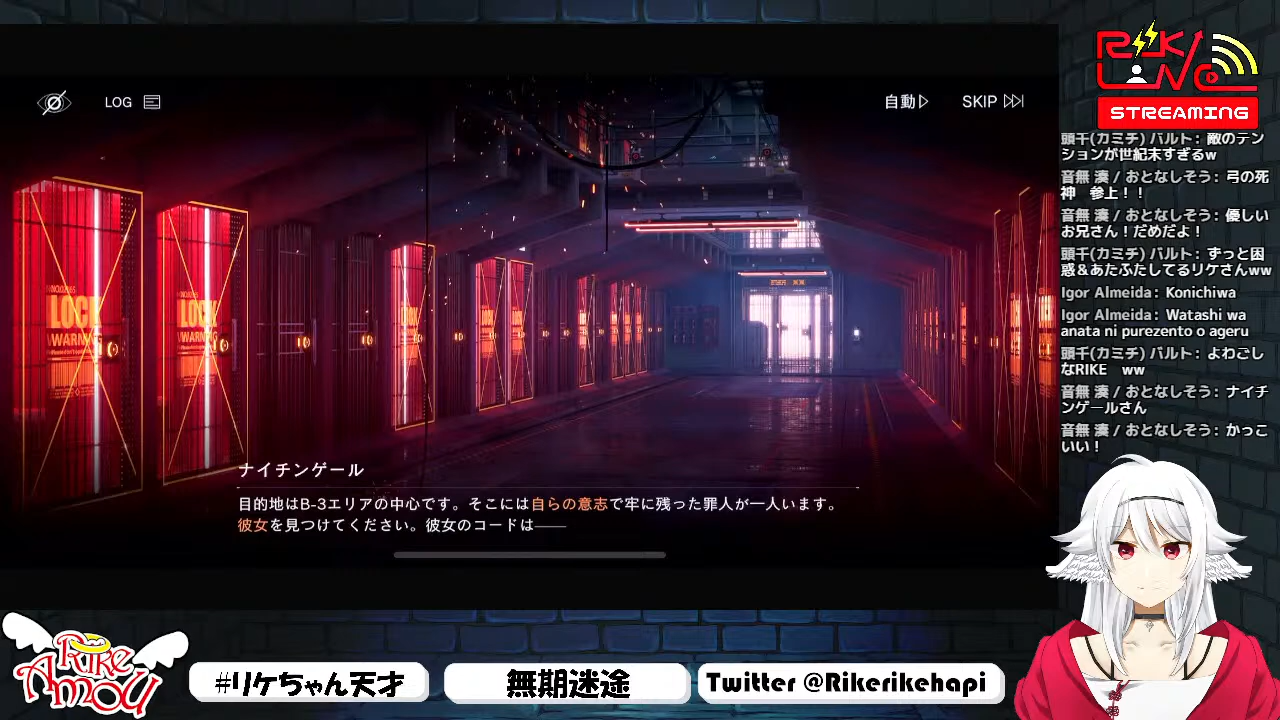 LOG
自動
SKIP
RIKE
LIVE
STREAMING
頭千(カミチ) バルト: 敵のテン
ションが世紀末すぎるw
音無 湊 / おとなしそう: 弓の死
神　参上！！
音無 湊 / おとなしそう: 優しい
お兄さん！だめだよ！
頭千(カミチ) バルト: ずっと困
惑＆あたふたしてるリケさんww
Igor Almeida: Konichiwa
Igor Almeida: Watashi wa
anata ni purezento o ageru
頭千(カミチ) バルト: よわごし
なRIKE　ww
音無 湊 / おとなしそう: ナイチ
ンゲールさん
音無 湊 / おとなしそう: かっこ
いい！
LOCK
WARNING
LOCK
WARN
ナイチンゲール
目的地はB-3エリアの中心です。そこには自らの意志で牢に残った罪人が一人います。
彼女を見つけてください。彼女のコードは——
Rike
Amou
#リケちゃん天才
無期迷途
Twitter @Rikerikehapi